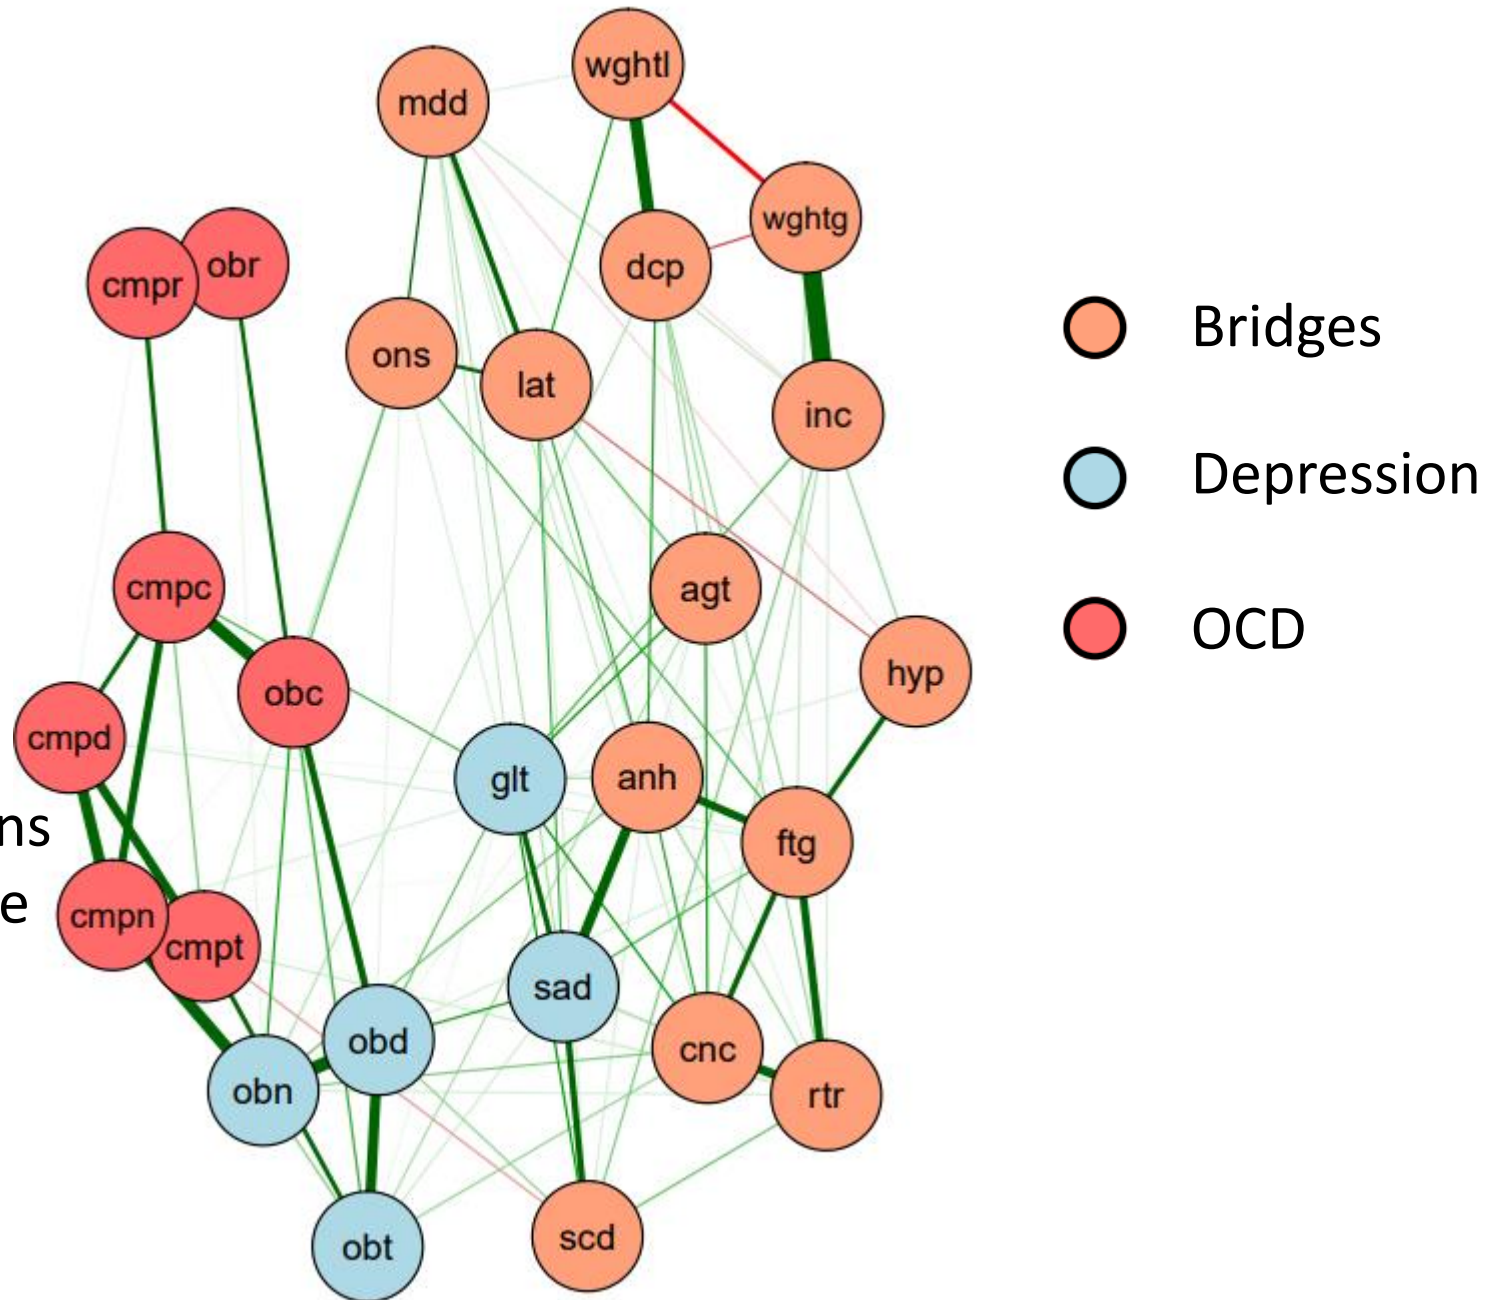 wghtl
mdd
wghtg
obr
dcp
cmpr
Bridges
ons
lat
inc
Depression
cmpc
agt
OCD
obc
hyp
cmpd
glt
anh
ns
ftg
e
cmpn
cmpt
sad
obd
cnc
obn
rtr
scd
obt